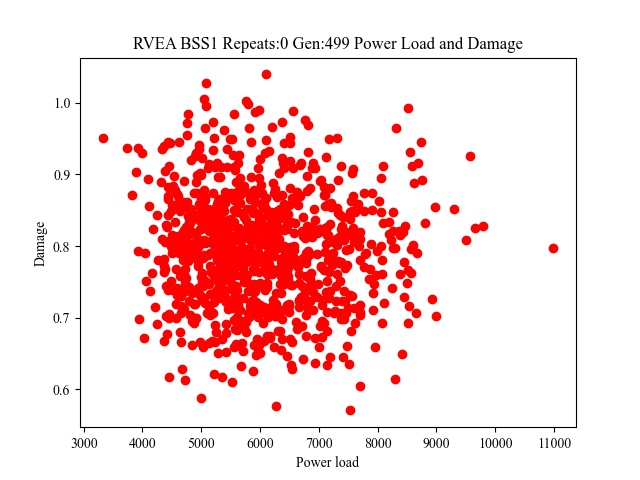 RVEA BSS1 Repeats:0 Gen:499 Power Load and Damage
1.0
0.9
0.8
0.7
0.6
Damage
3000 4000 5000 6000 7000 8000 9000 10000 11000
Power load